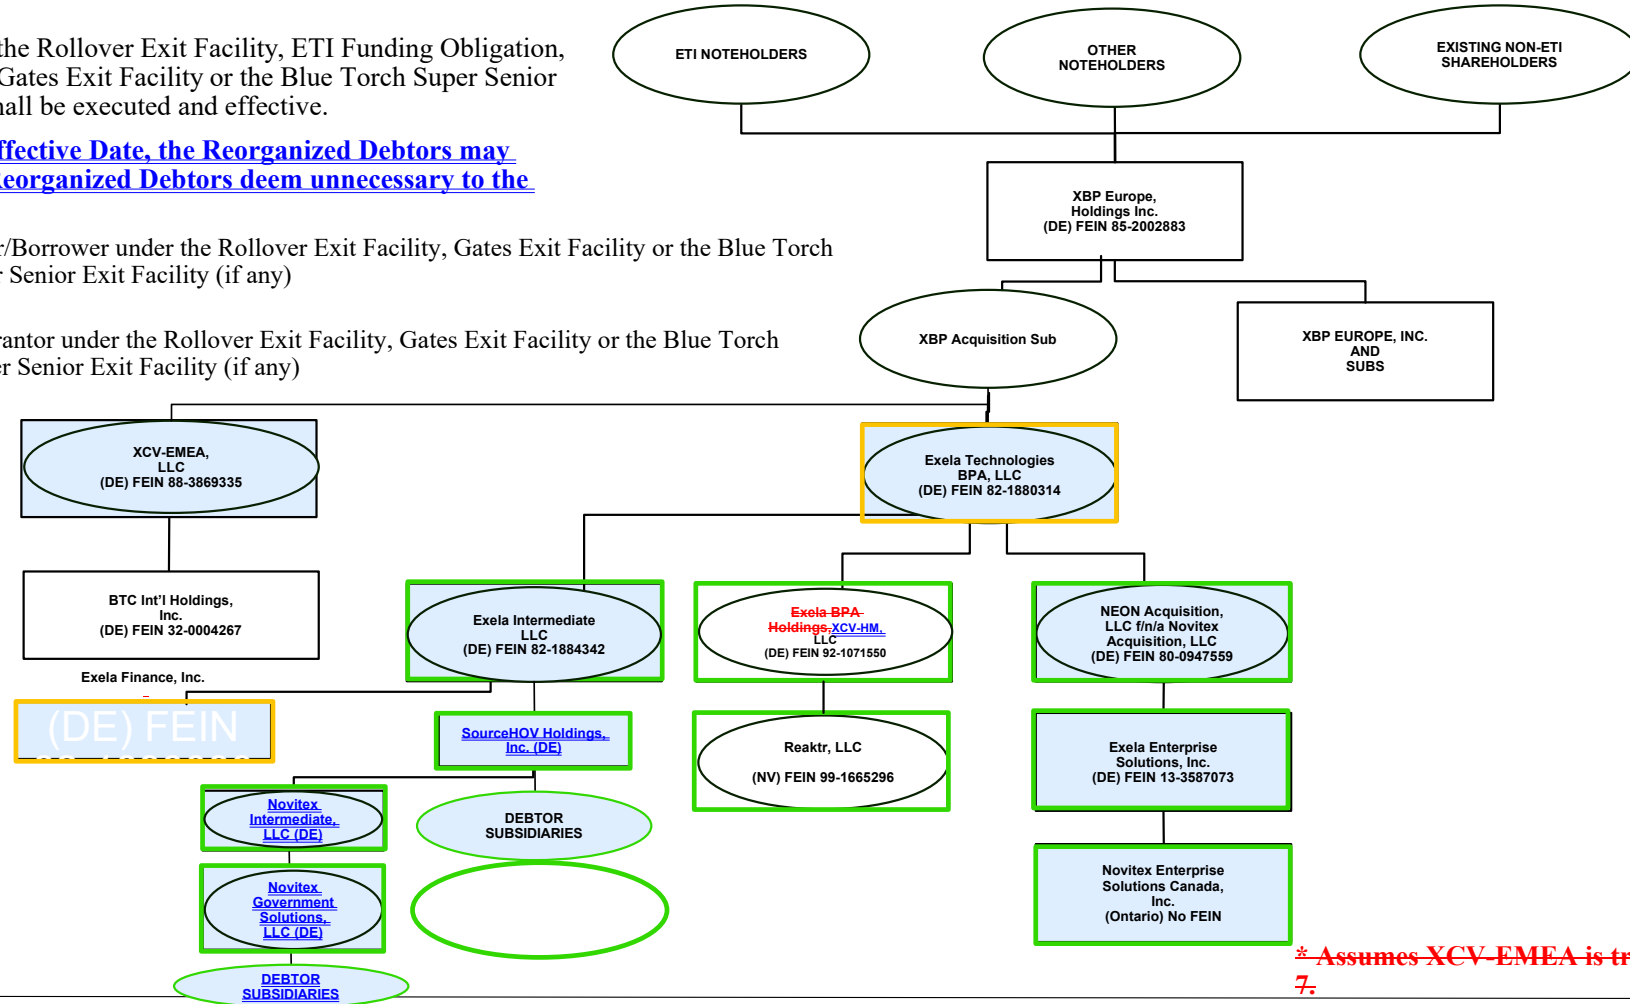 the Rollover Exit Facility, ETI Funding Obligation,
Gates Exit Facility or the Blue Torch Super Senior
hall be executed and effective.
ffective Date, the Reorganized Debtors may
Reorganized Debtors deem unnecessary to the
r/Borrower under the Rollover Exit Facility, Gates Exit Facility or the Blue Torch
r Senior Exit Facility (if any)
rantor under the Rollover Exit Facility, Gates Exit Facility or the Blue Torch
er Senior Exit Facility (if any)
ETI NOTEHOLDERS
OTHER
NOTEHOLDERS
EXISTING NON-ETI
SHAREHOLDERS
XBP Europe,
Holdings Inc.
(DE) FEIN 85-2002883
XBP Acquisition Sub
XBP EUROPE, INC.
AND
SUBS
XCV-EMEA,
LLC
(DE) FEIN 88-3869335
Exela Technologies
BPA, LLC
(DE) FEIN 82-1880314
BTC Int'l Holdings,
Inc.
(DE) FEIN 32-0004267
Exela Intermediate
LLC
(DE) FEIN 82-1884342
Exela BPA
Holdings,XCV-HM,
LLC
(DE) FEIN 92-1071550
NEON Acquisition,
LLC f/n/a Novitex
Acquisition, LLC
(DE) FEIN 80-0947559
Exela Finance, Inc.
(DE) FEIN
SourceHOV Holdings,
Inc. (DE)
Reaktr, LLC
(NV) FEIN 99-1665296
Exela Enterprise
Solutions, Inc.
(DE) FEIN 13-3587073
Novitex
Intermediate,
LLC (DE)
DEBTOR
SUBSIDIARIES
Novitex
Government
Solutions,
LLC (DE)
Novitex Enterprise
Solutions Canada,
Inc.
(Ontario) No FEIN
DEBTOR
SUBSIDIARIES
* Assumes XCV-EMEA is tr
7.